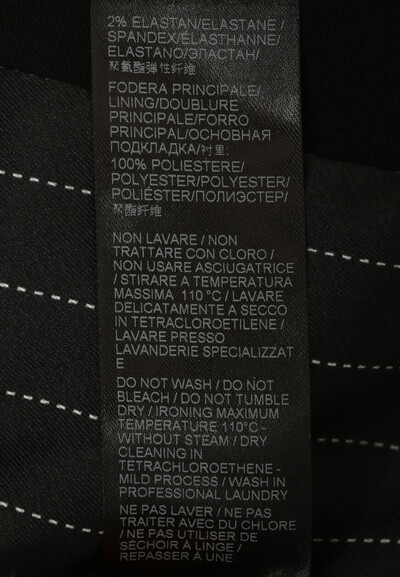 2% ELASTAN/ELASTANE/
SPANDEX/ÉLASTHANNE/
ELASTANO/ЭЛАСТАН/
聚氨酯弹性纤维
FODERA PRINCIPALE/
LINING/DOUBLURE
PRINCIPALE/FORRO
PRINCIPAL/ОСНОВНАЯ
ПОДКЛАДКА/衬里:
100% POLIESTERE/
POLYESTER/POLYESTER/
POLIÉSTER/ПОЛИЭСТЕР/
聚酯纤维
NON LAVARE / NON
TRATTARE CON CLORO /
NON USARE ASCIUGATRICE
/ STIRARE A TEMPERATURA
MASSIMA 110 °C / LAVARE
DELICATAMENTE A SECCO
IN TETRACLOROETILENE /
LAVARE PRESSO
LAVANDERIE SPECIALIZZAT
E
DO NOT WASH / DO NOT
BLEACH / DO NOT TUMBLE
DRY / IRONING MAXIMUM
TEMPERATURE 110°C -
WITHOUT STEAM / DRY
CLEANING IN
TETRACHLOROETHENE -
MILD PROCESS / WASH IN
PROFESSIONAL LAUNDRY
NE PAS LAVER / NE PAS
TRAITER AVEC DU CHLORE
/ NE PAS UTILISER DE
SÉCHOIR À LINGE /
REPASSER À UNE